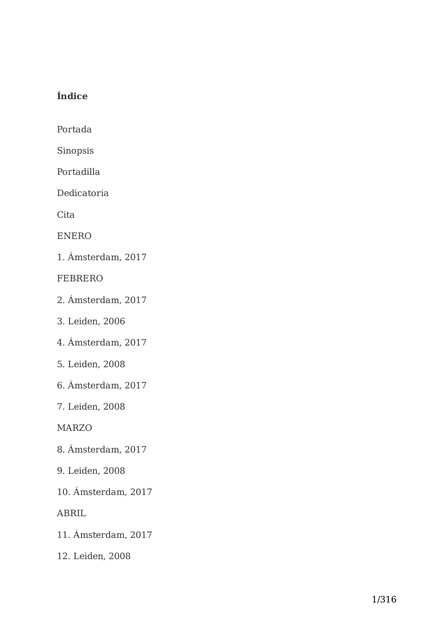 Índice
Portada
Sinopsis
Portadilla
Dedicatoria
Cita
ENERO
1. Ámsterdam, 2017
FEBRERO
2. Ámsterdam, 2017
3. Leiden, 2006
4. Ámsterdam, 2017
5. Leiden, 2008
6. Ámsterdam, 2017
7. Leiden, 2008
MARZO
8. Ámsterdam, 2017
9. Leiden, 2008
10. Ámsterdam, 2017
ABRIL
11. Ámsterdam, 2017
12. Leiden, 2008
1/316